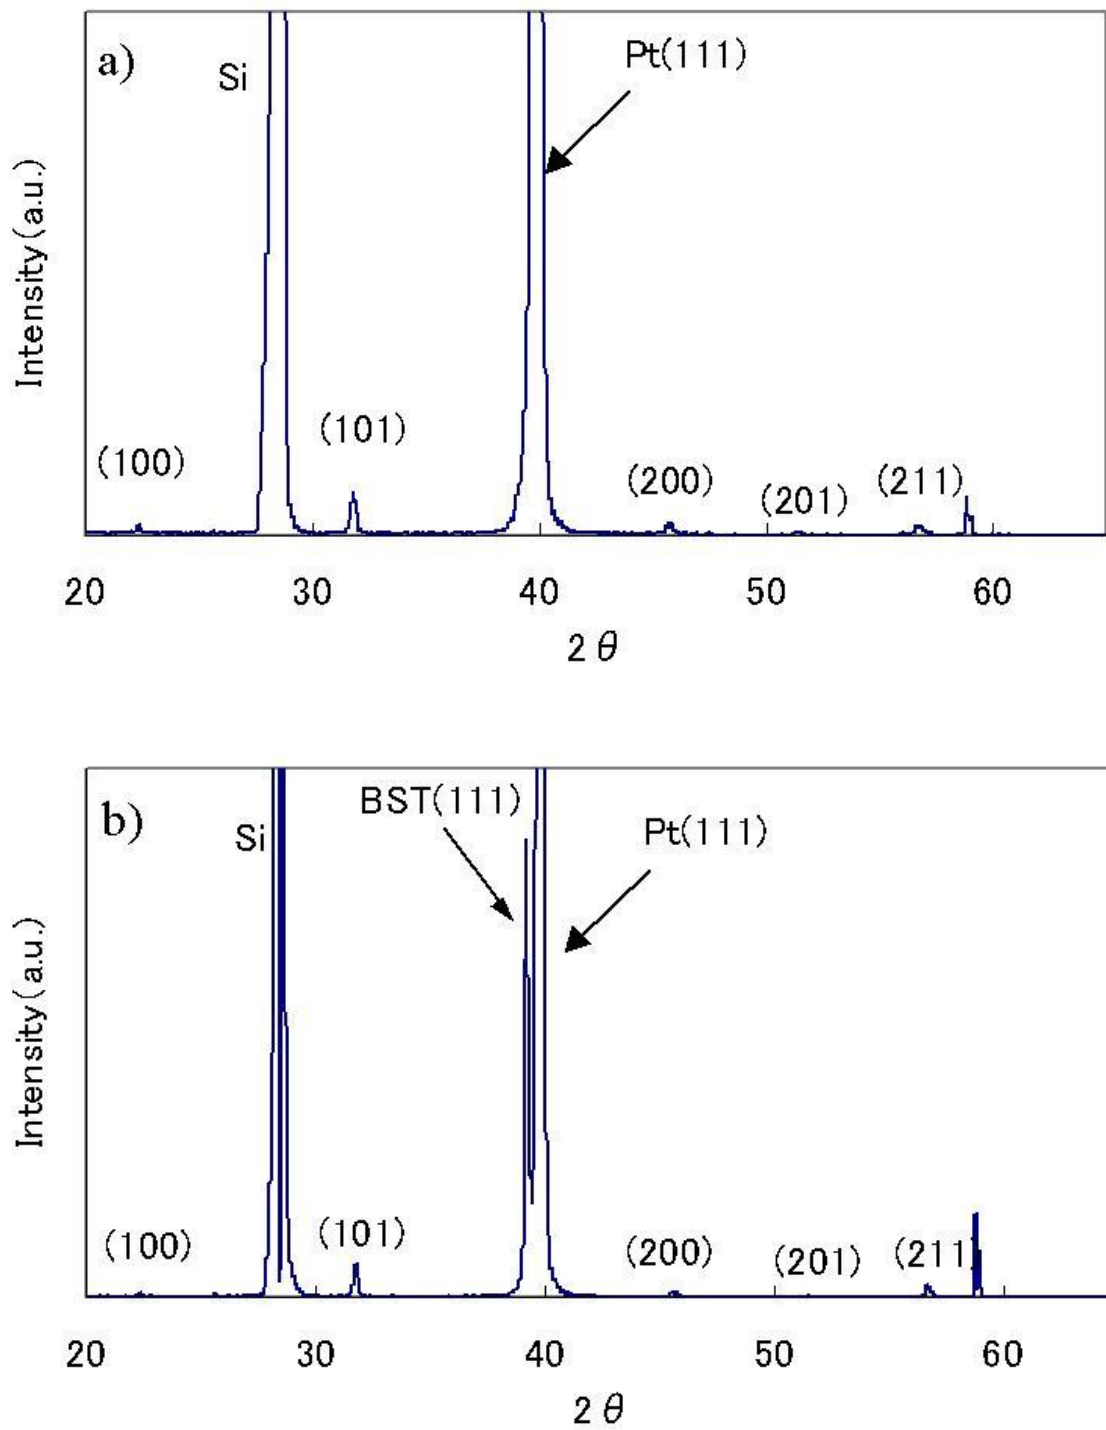 a)
Si
Pt(111)
Intensity(a.u.)
(100)
(101)
(200)
(201)
(211)
20 30 40 50 60
2θ
b)
Si
BST(111)
Pt(111)
Intensity(a.u.)
(100)
(101)
(200)
(201)
(211
20 30 40 50 60
2θ